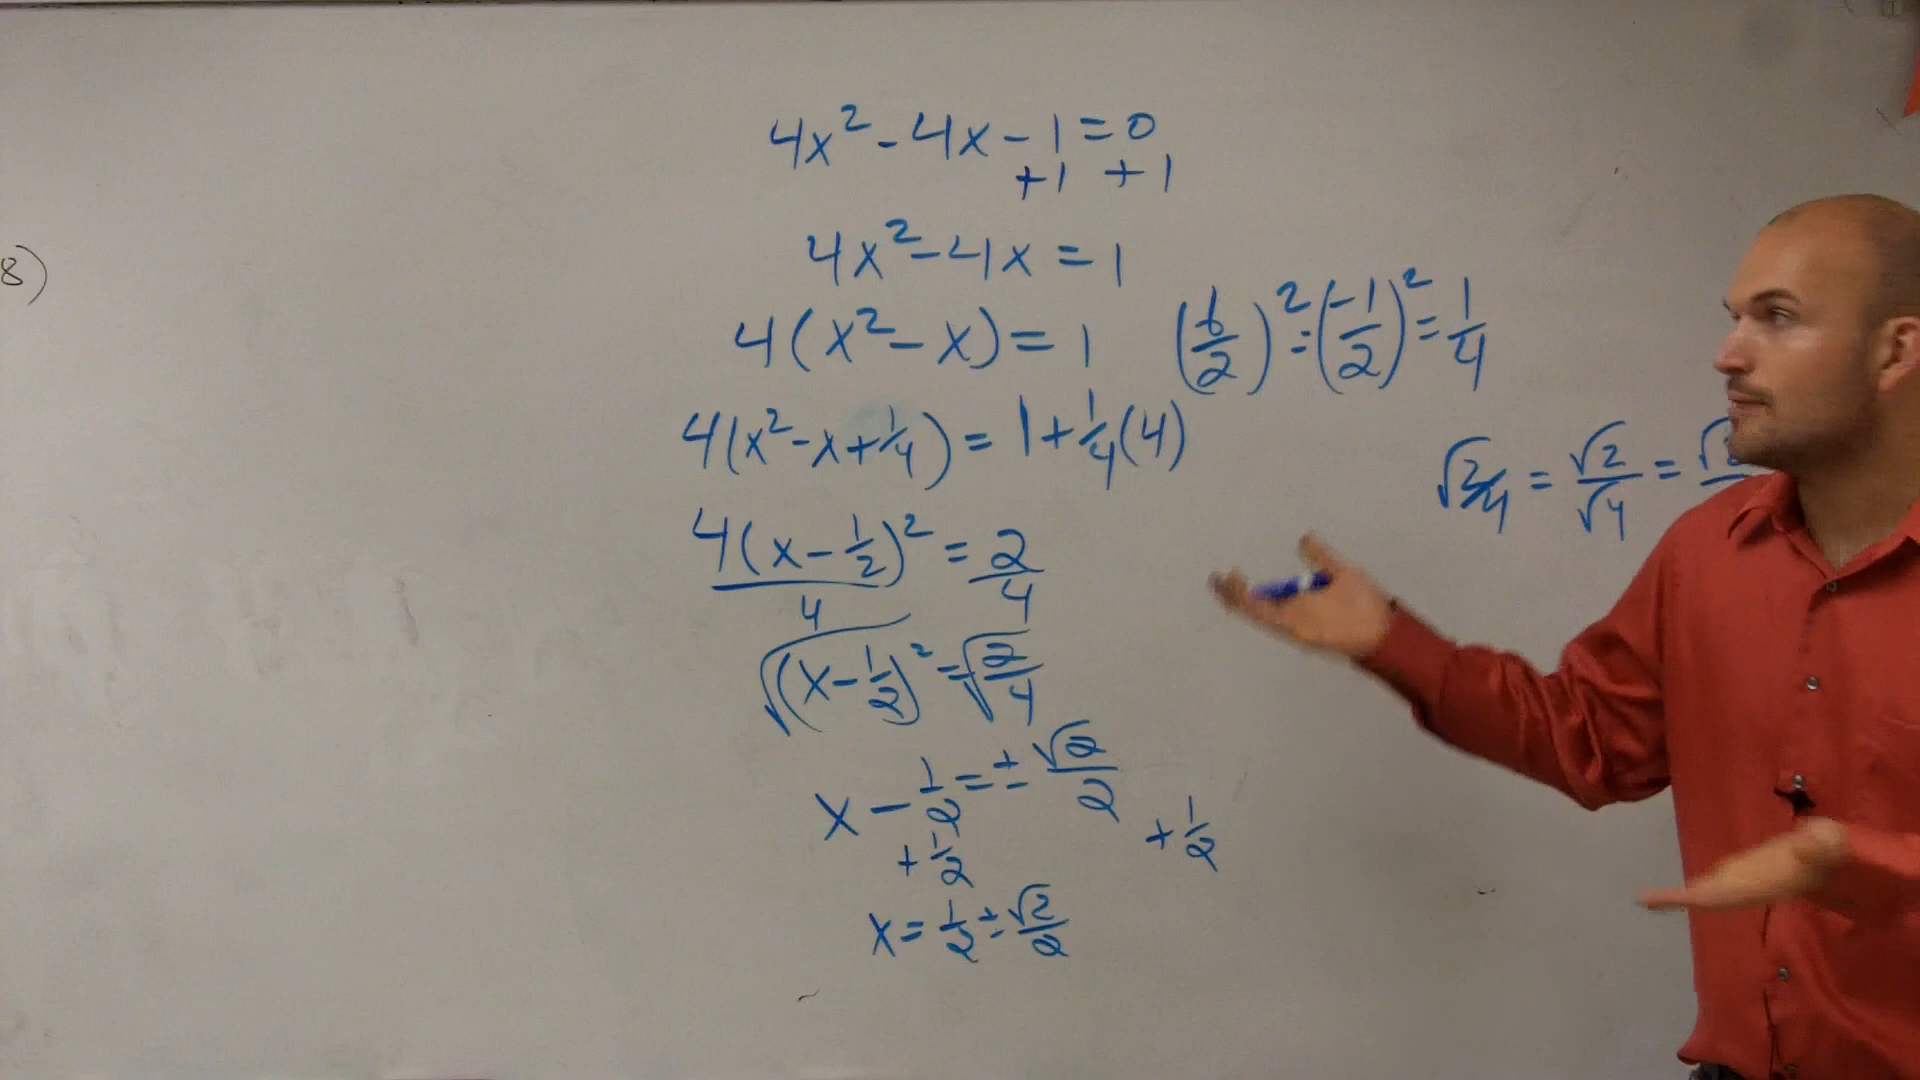 8)
4x² - 4x - 1 = 0
+1 +1
4x² - 4x = 1
4(x² - x) = 1
(b/2)² = (-1/2)² = 1/4
4(x² - x + 1/4) = 1 + 1/4(4)
√2/4 = √2/√4 =
4(x - 1/2)² = 2
4 4
√(x - 1/2)² = √2/4
x - 1/2 = ± √2/2
+ 1/2 + 1/2
x = 1/2 ± √2/2